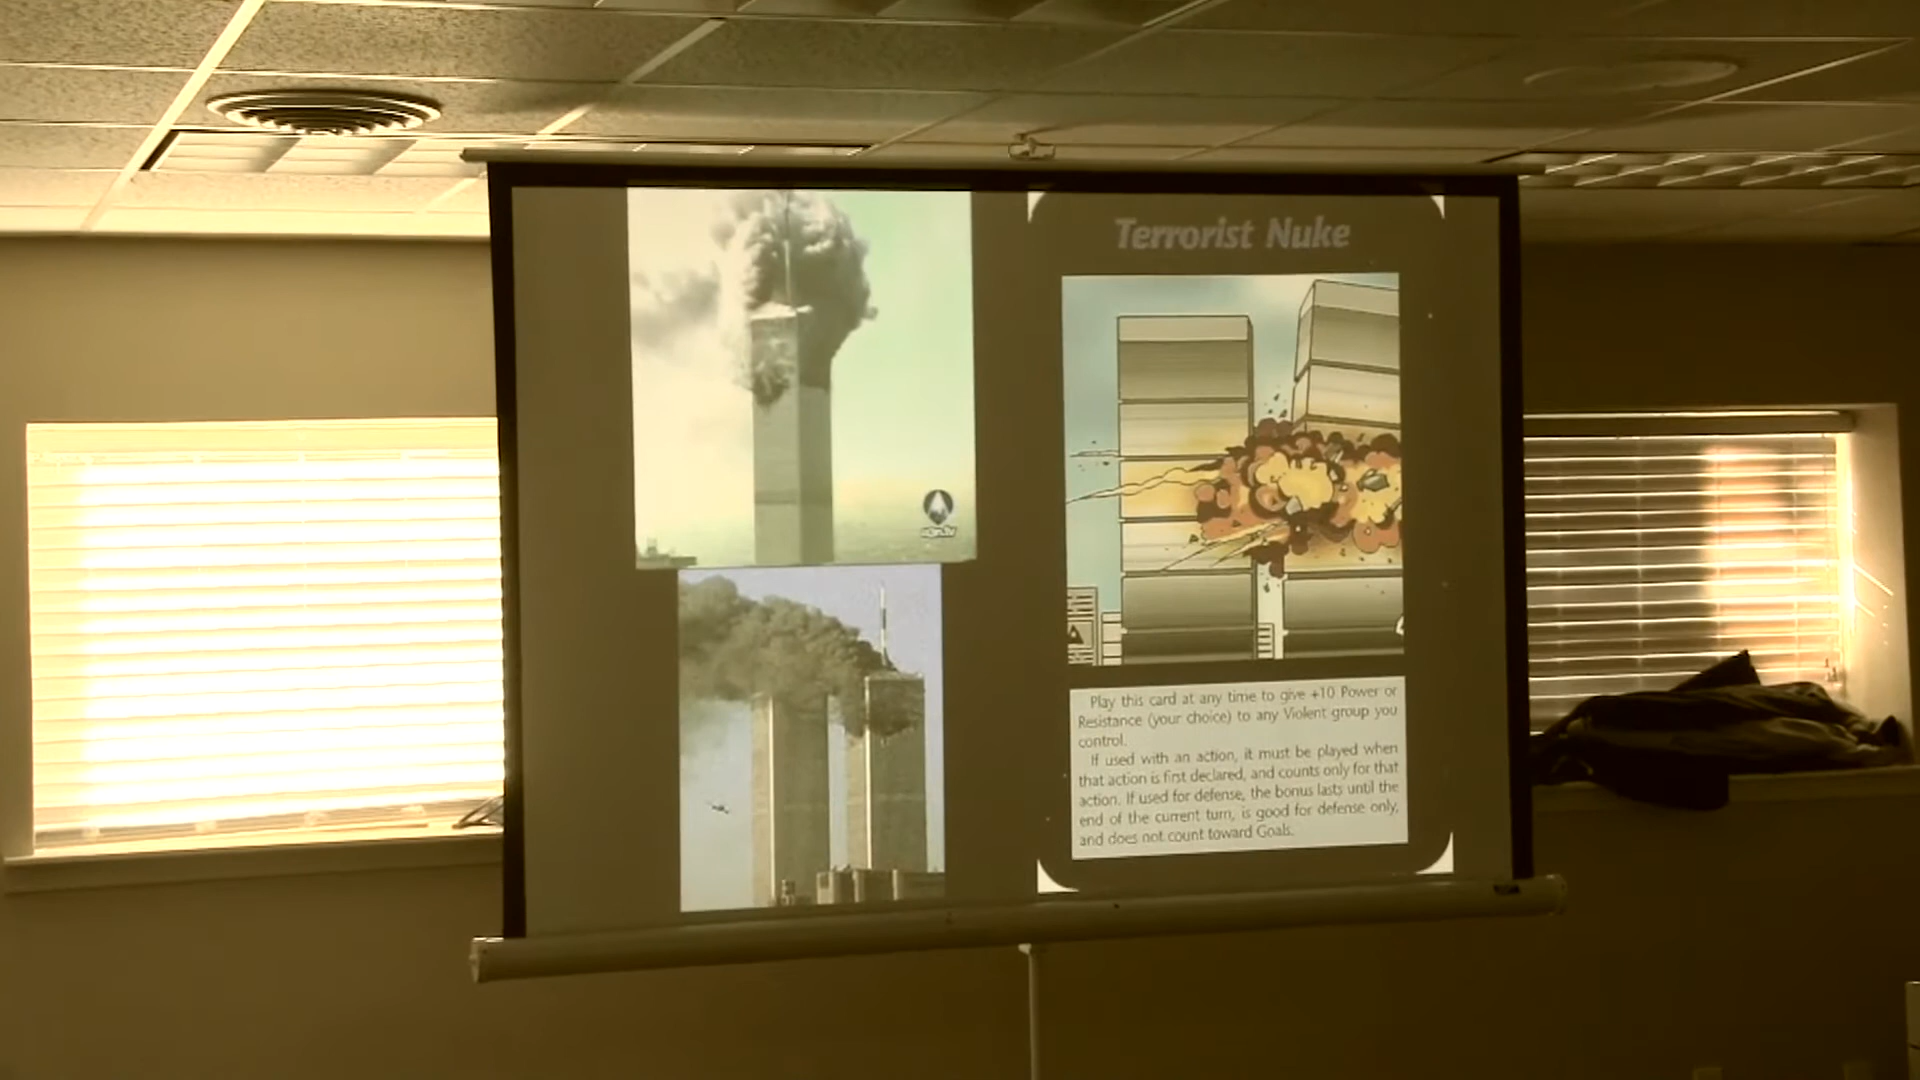 Terrorist Nuke
Play this card at any time to give +10 Power or
Resistance (your choice) to any Violent group you
control.
If used with an action, it must be played when
that action is first declared, and counts only for that
action. If used for defense, the bonus lasts until the
end of the current turn, is good for defense only,
and does not count toward Goals.